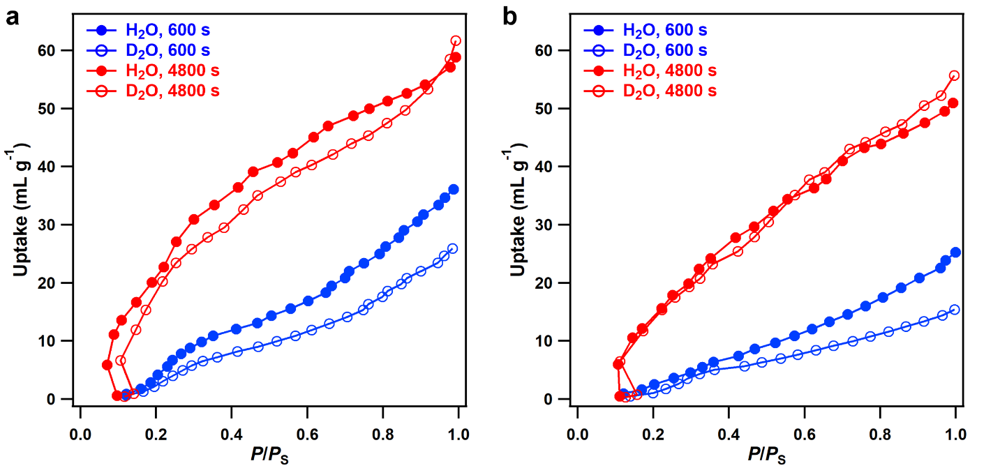 a
H₂O, 600 s
D₂O, 600 s
H₂O, 4800 s
D₂O, 4800 s
60
50
40
30
20
10
0
Uptake (mL g⁻¹)
0.0 0.2 0.4 0.6 0.8 1.0
P/Pₛ
b
H₂O, 600 s
D₂O, 600 s
H₂O, 4800 s
D₂O, 4800 s
60
50
40
30
20
10
0
Uptake (mL g⁻¹)
0.0 0.2 0.4 0.6 0.8 1.0
P/Pₛ